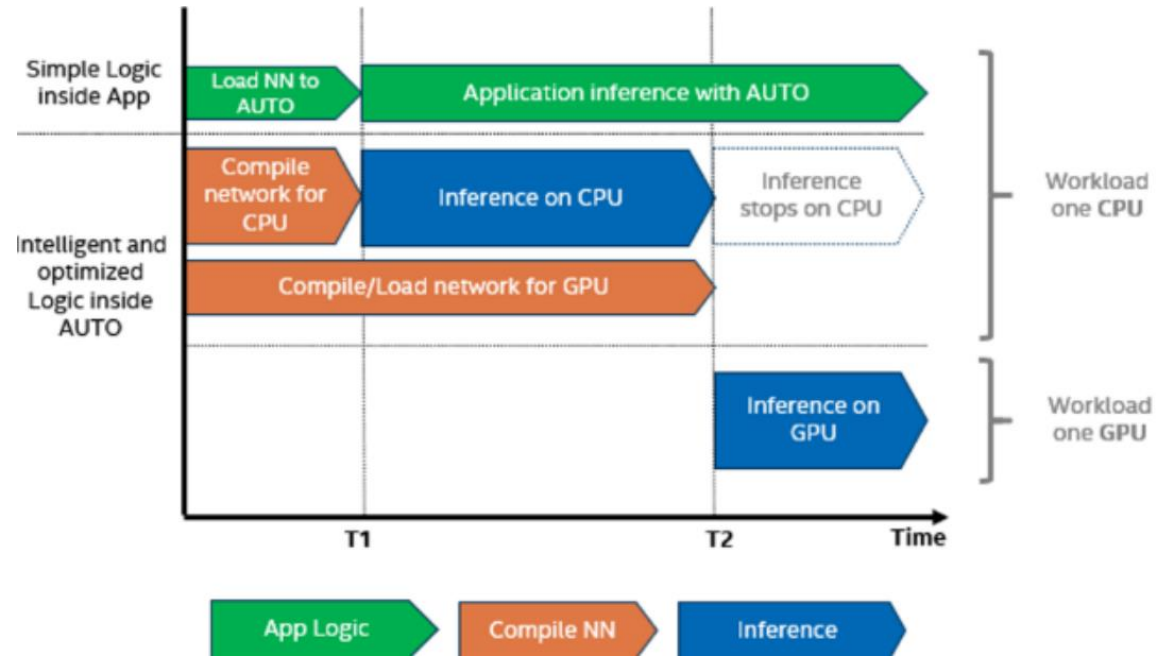 Simple Logic
inside App
Load NN to
AUTO
Application inference with AUTO
Compile
network for
CPU
Inference on CPU
Inference
stops on CPU
Workload
one CPU
Intelligent and
optimized
Logic inside
AUTO
Compile/Load network for GPU
Inference on
GPU
Workload
one GPU
T1
T2
Time
App Logic
Compile NN
Inference